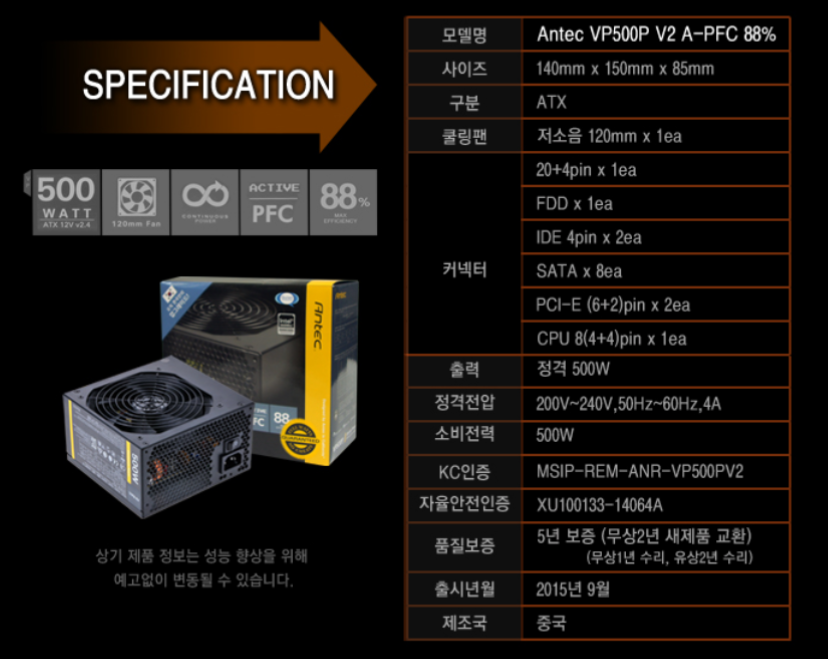 SPECIFICATION
500
WATT
ATX 12V v2.4
120mm Fan
CONTINUOUS
POWER
ACTIVE
PFC
88%
MAX
EFFICIENCY
Antec
88
FC
GUARANTEED
500W
상기 제품 정보는 성능 향상을 위해
예고없이 변동될 수 있습니다.
모델명 Antec VP500P V2 A-PFC 88%
사이즈 140mm x 150mm x 85mm
구분 ATX
쿨링팬 저소음 120mm x 1ea
커넥터
20+4pin x 1ea
FDD x 1ea
IDE 4pin x 2ea
SATA x 8ea
PCI-E (6+2)pin x 2ea
CPU 8(4+4)pin x 1ea
출력 정격 500W
정격전압 200V~240V,50Hz~60Hz,4A
소비전력 500W
KC인증 MSIP-REM-ANR-VP500PV2
자율안전인증 XU100133-14064A
품질보증 5년 보증 (무상2년 새제품 교환)
(무상1년 수리, 유상2년 수리)
출시년월 2015년 9월
제조국 중국